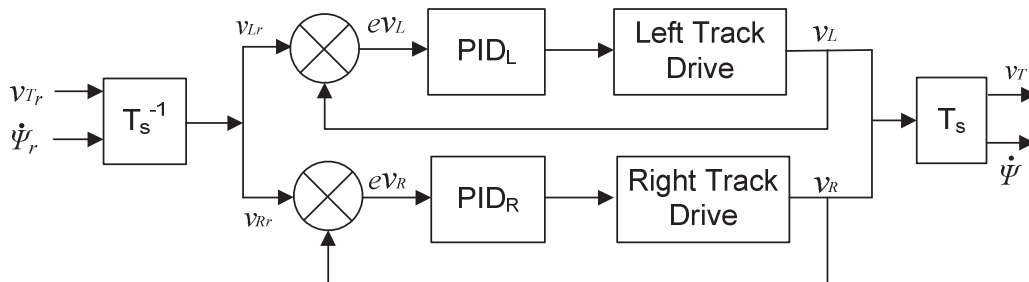 v_Tr
Ψ̇_r
T_s^-1
v_Lr
ev_L
PID_L
Left Track
Drive
v_L
v_Rr
ev_R
PID_R
Right Track
Drive
v_R
T_s
v_T
Ψ̇